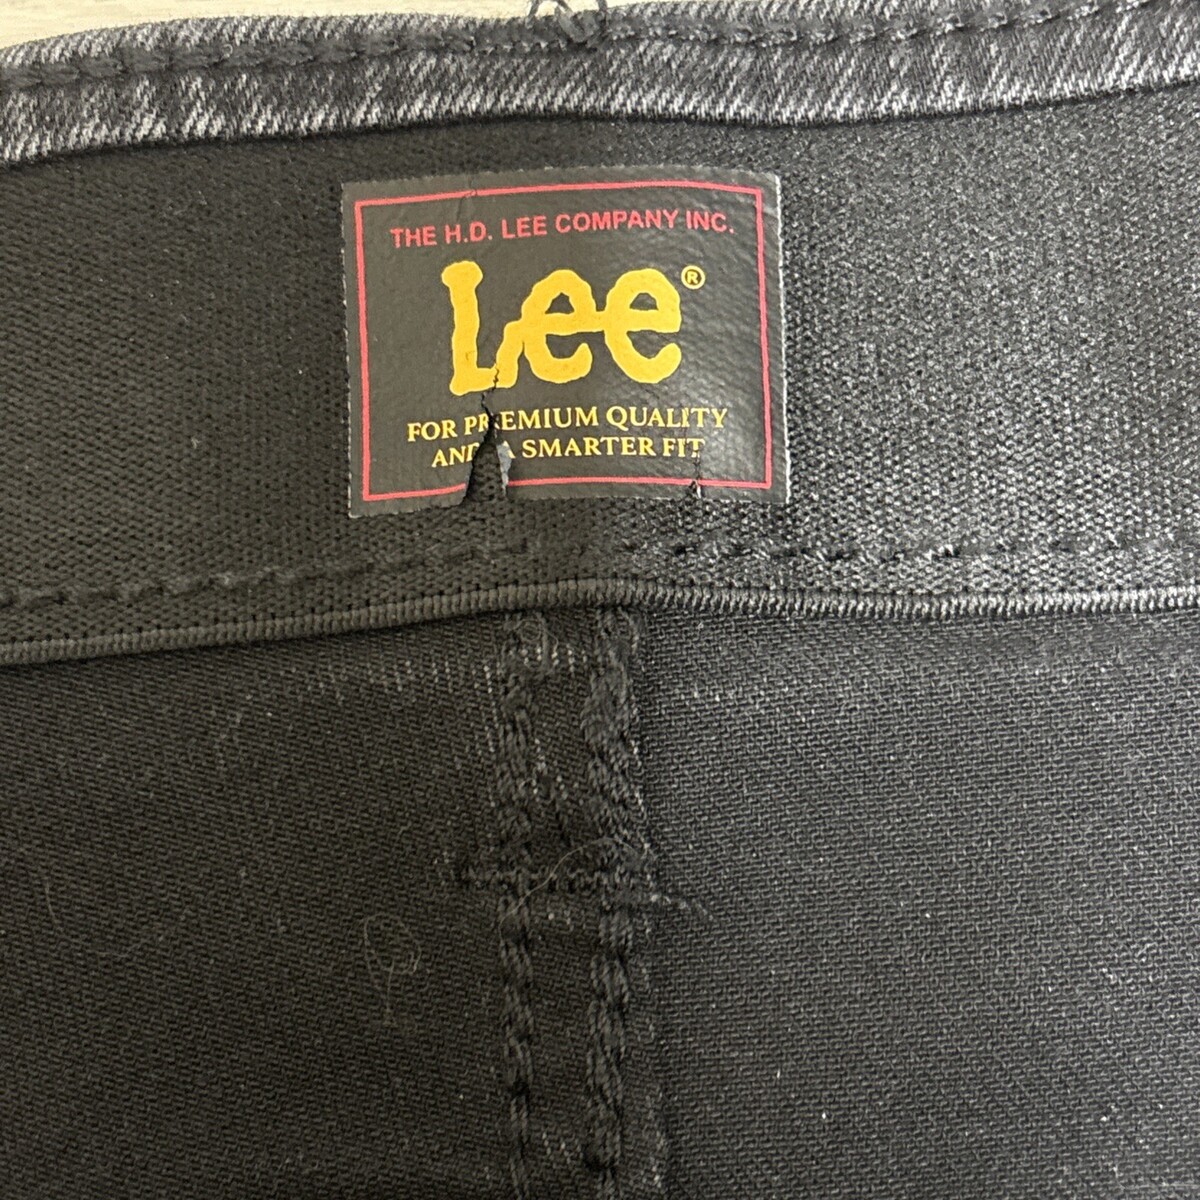 THE H.D. LEE COMPANY INC.
Lee®
FOR PREMIUM QUALITY
AND A SMARTER FIT